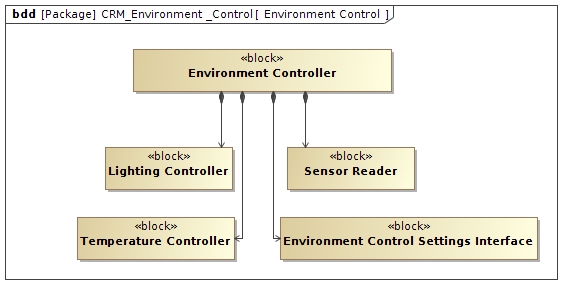 bdd [Package] CRM_Environment _Control[ Environment Control ]
«block»
Environment Controller
«block»
Lighting Controller
«block»
Sensor Reader
«block»
Temperature Controller
«block»
Environment Control Settings Interface